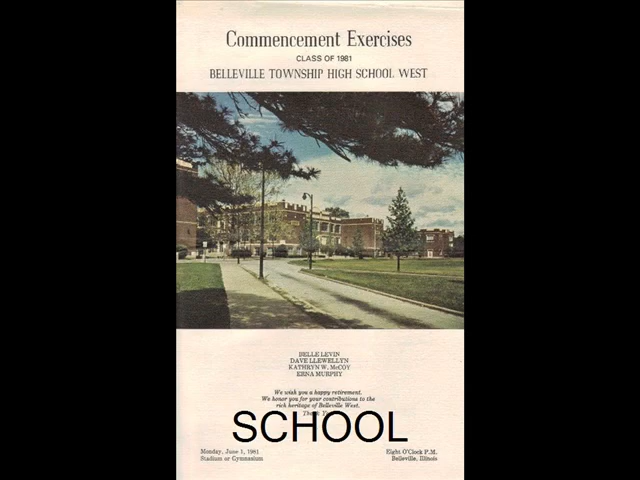 Commencement Exercises
CLASS OF 1981
BELLEVILLE TOWNSHIP HIGH SCHOOL WEST
BELLE LEVIN
DAVE LLEWELLYN
KATHRYN W. McCOY
ERNA MURPHY
We wish you a happy retirement.
We honor you for your contributions to the
rich heritage of Belleville West.
SCHOOL
Monday, June 1, 1981
Stadium or Gymnasium
Eight O'Clock P.M.
Belleville, Illinois